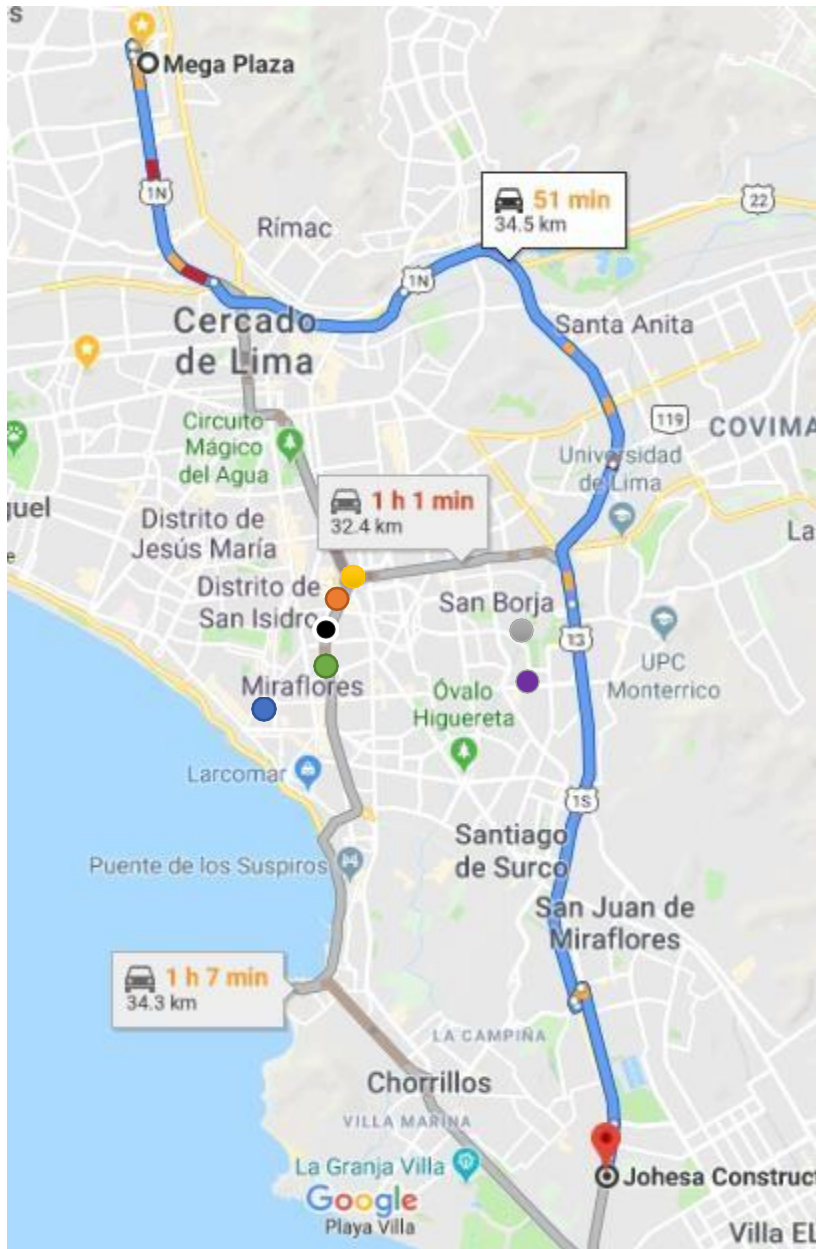 s
Mega Plaza
1N
Rímac
51 min
34.5 km
22
1N
Cercado
de Lima
Santa Anita
119
COVIMA
Circuito
Mágico
del Agua
Universidad
de Lima
guel
1 h 1 min
32.4 km
La
Distrito de
Jesús María
e
Distrito de
San Isidro
San Borja
1S
UPC
Monterrico
Miraflores
Óvalo
Higuereta
Larcomar
1S
Santiago
de Surco
Puente de los Suspiros
San Juan de
Miraflores
1 h 7 min
34.3 km
LA CAMPIÑA
Chorrillos
VILLA MARINA
La Granja Villa
Johesa Construct
Google
Playa Villa
Villa EL